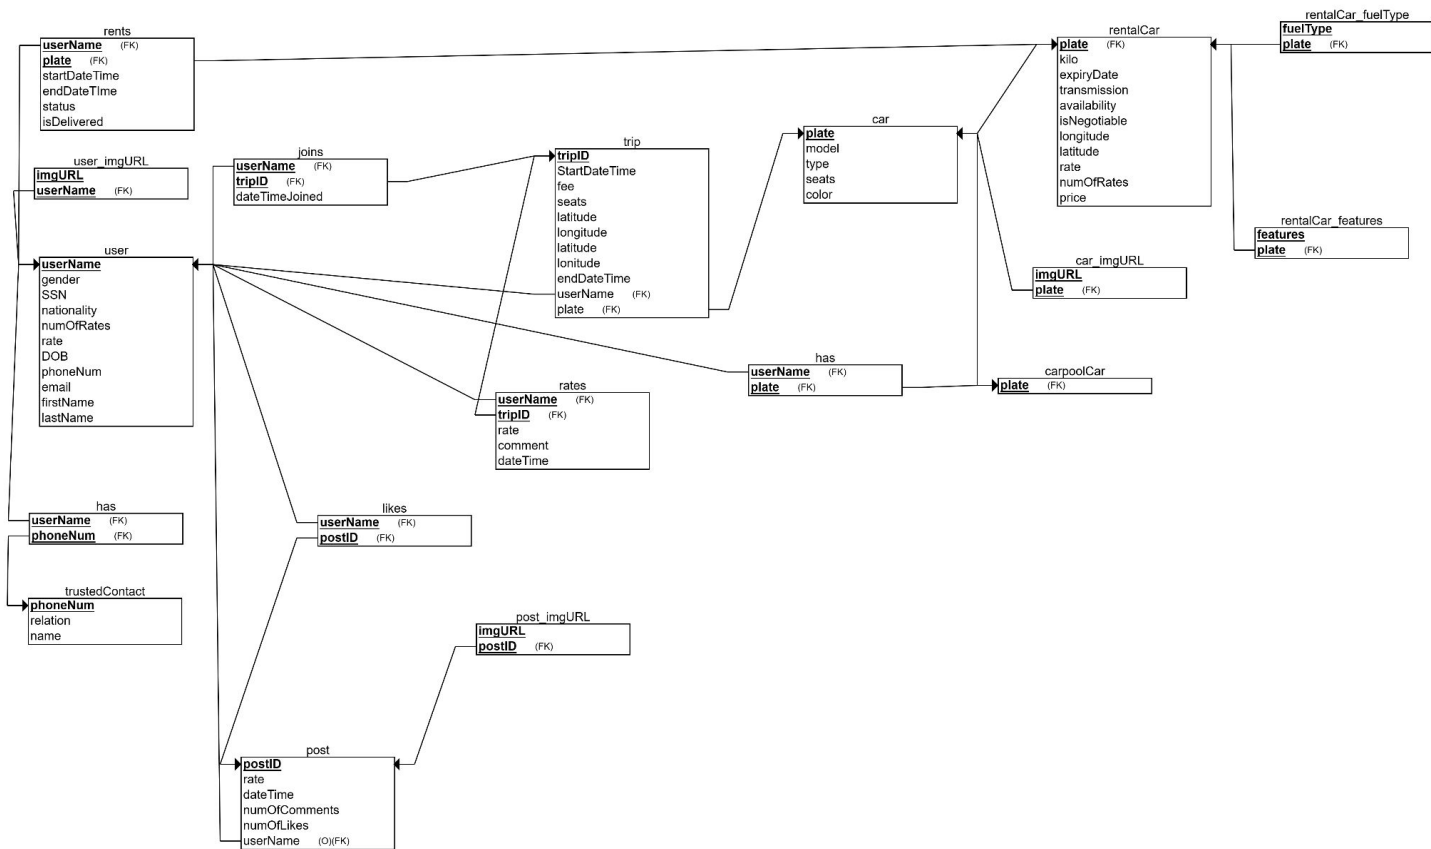 rents
userName (FK)
plate (FK)
startDateTime
endDateTIme
status
isDelivered
user_imgURL
imgURL
userName (FK)
user
userName
gender
SSN
nationality
numOfRates
rate
DOB
phoneNum
email
firstName
lastName
has
userName (FK)
phoneNum (FK)
trustedContact
phoneNum
relation
name
joins
userName (FK)
tripID (FK)
dateTimeJoined
trip
tripID
StartDateTime
fee
seats
latitude
longitude
latitude
lonitude
endDateTime
userName (FK)
plate (FK)
rates
userName (FK)
tripID (FK)
rate
comment
dateTime
likes
userName (FK)
postID (FK)
post_imgURL
imgURL
postID (FK)
post
postID
rate
dateTime
numOfComments
numOfLikes
userName (O)(FK)
car
plate
model
type
seats
color
has
userName (FK)
plate (FK)
rentalCar
plate (FK)
kilo
expiryDate
transmission
availability
isNegotiable
longitude
latitude
rate
numOfRates
price
car_imgURL
imgURL
plate (FK)
carpoolCar
plate (FK)
rentalCar_fuelType
fuelType
plate (FK)
rentalCar_features
features
plate (FK)